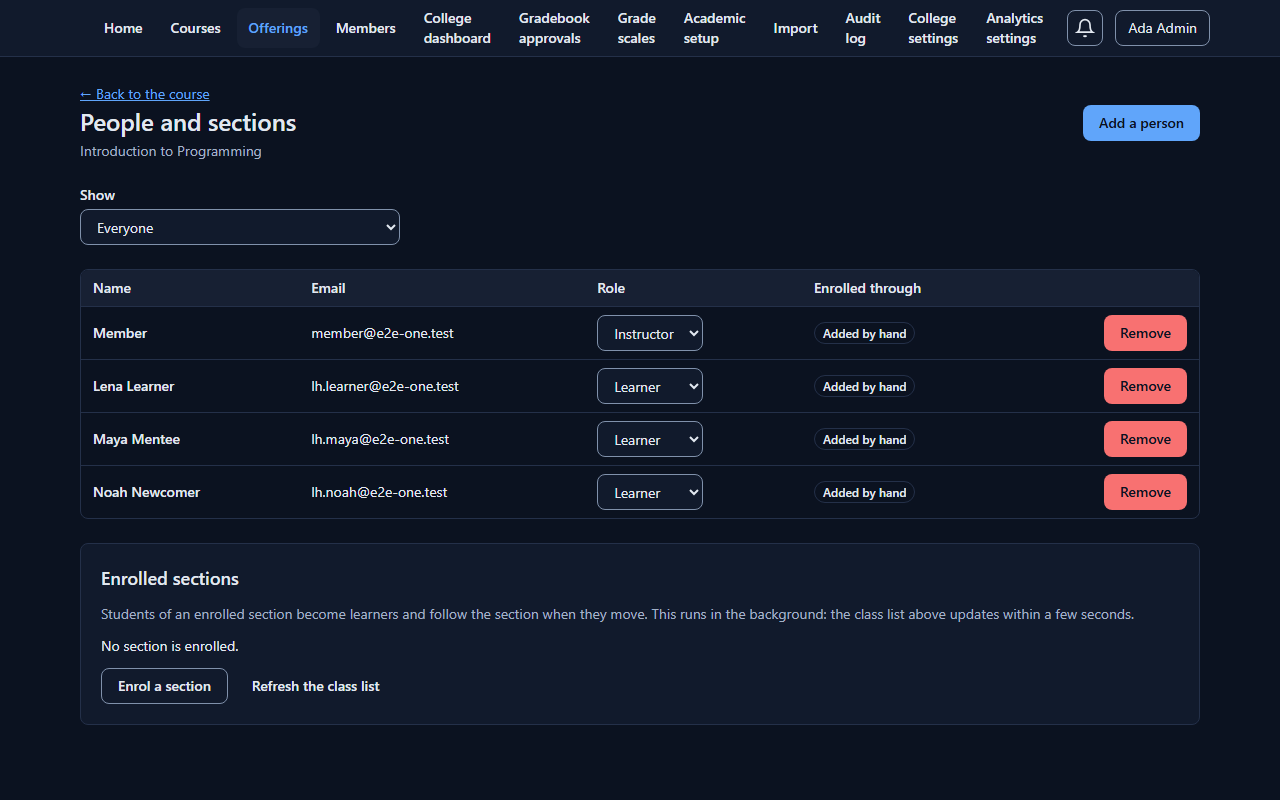 Home Courses Offerings Members College dashboard Gradebook approvals Grade scales Academic setup Import Audit log College settings Analytics settings Ada Admin
← Back to the course
People and sections
Add a person
Introduction to Programming
Show
Everyone
Name Email Role Enrolled through
Member member@e2e-one.test Instructor Added by hand Remove
Lena Learner lh.learner@e2e-one.test Learner Added by hand Remove
Maya Mentee lh.maya@e2e-one.test Learner Added by hand Remove
Noah Newcomer lh.noah@e2e-one.test Learner Added by hand Remove
Enrolled sections
Students of an enrolled section become learners and follow the section when they move. This runs in the background: the class list above updates within a few seconds.
No section is enrolled.
Enrol a section Refresh the class list